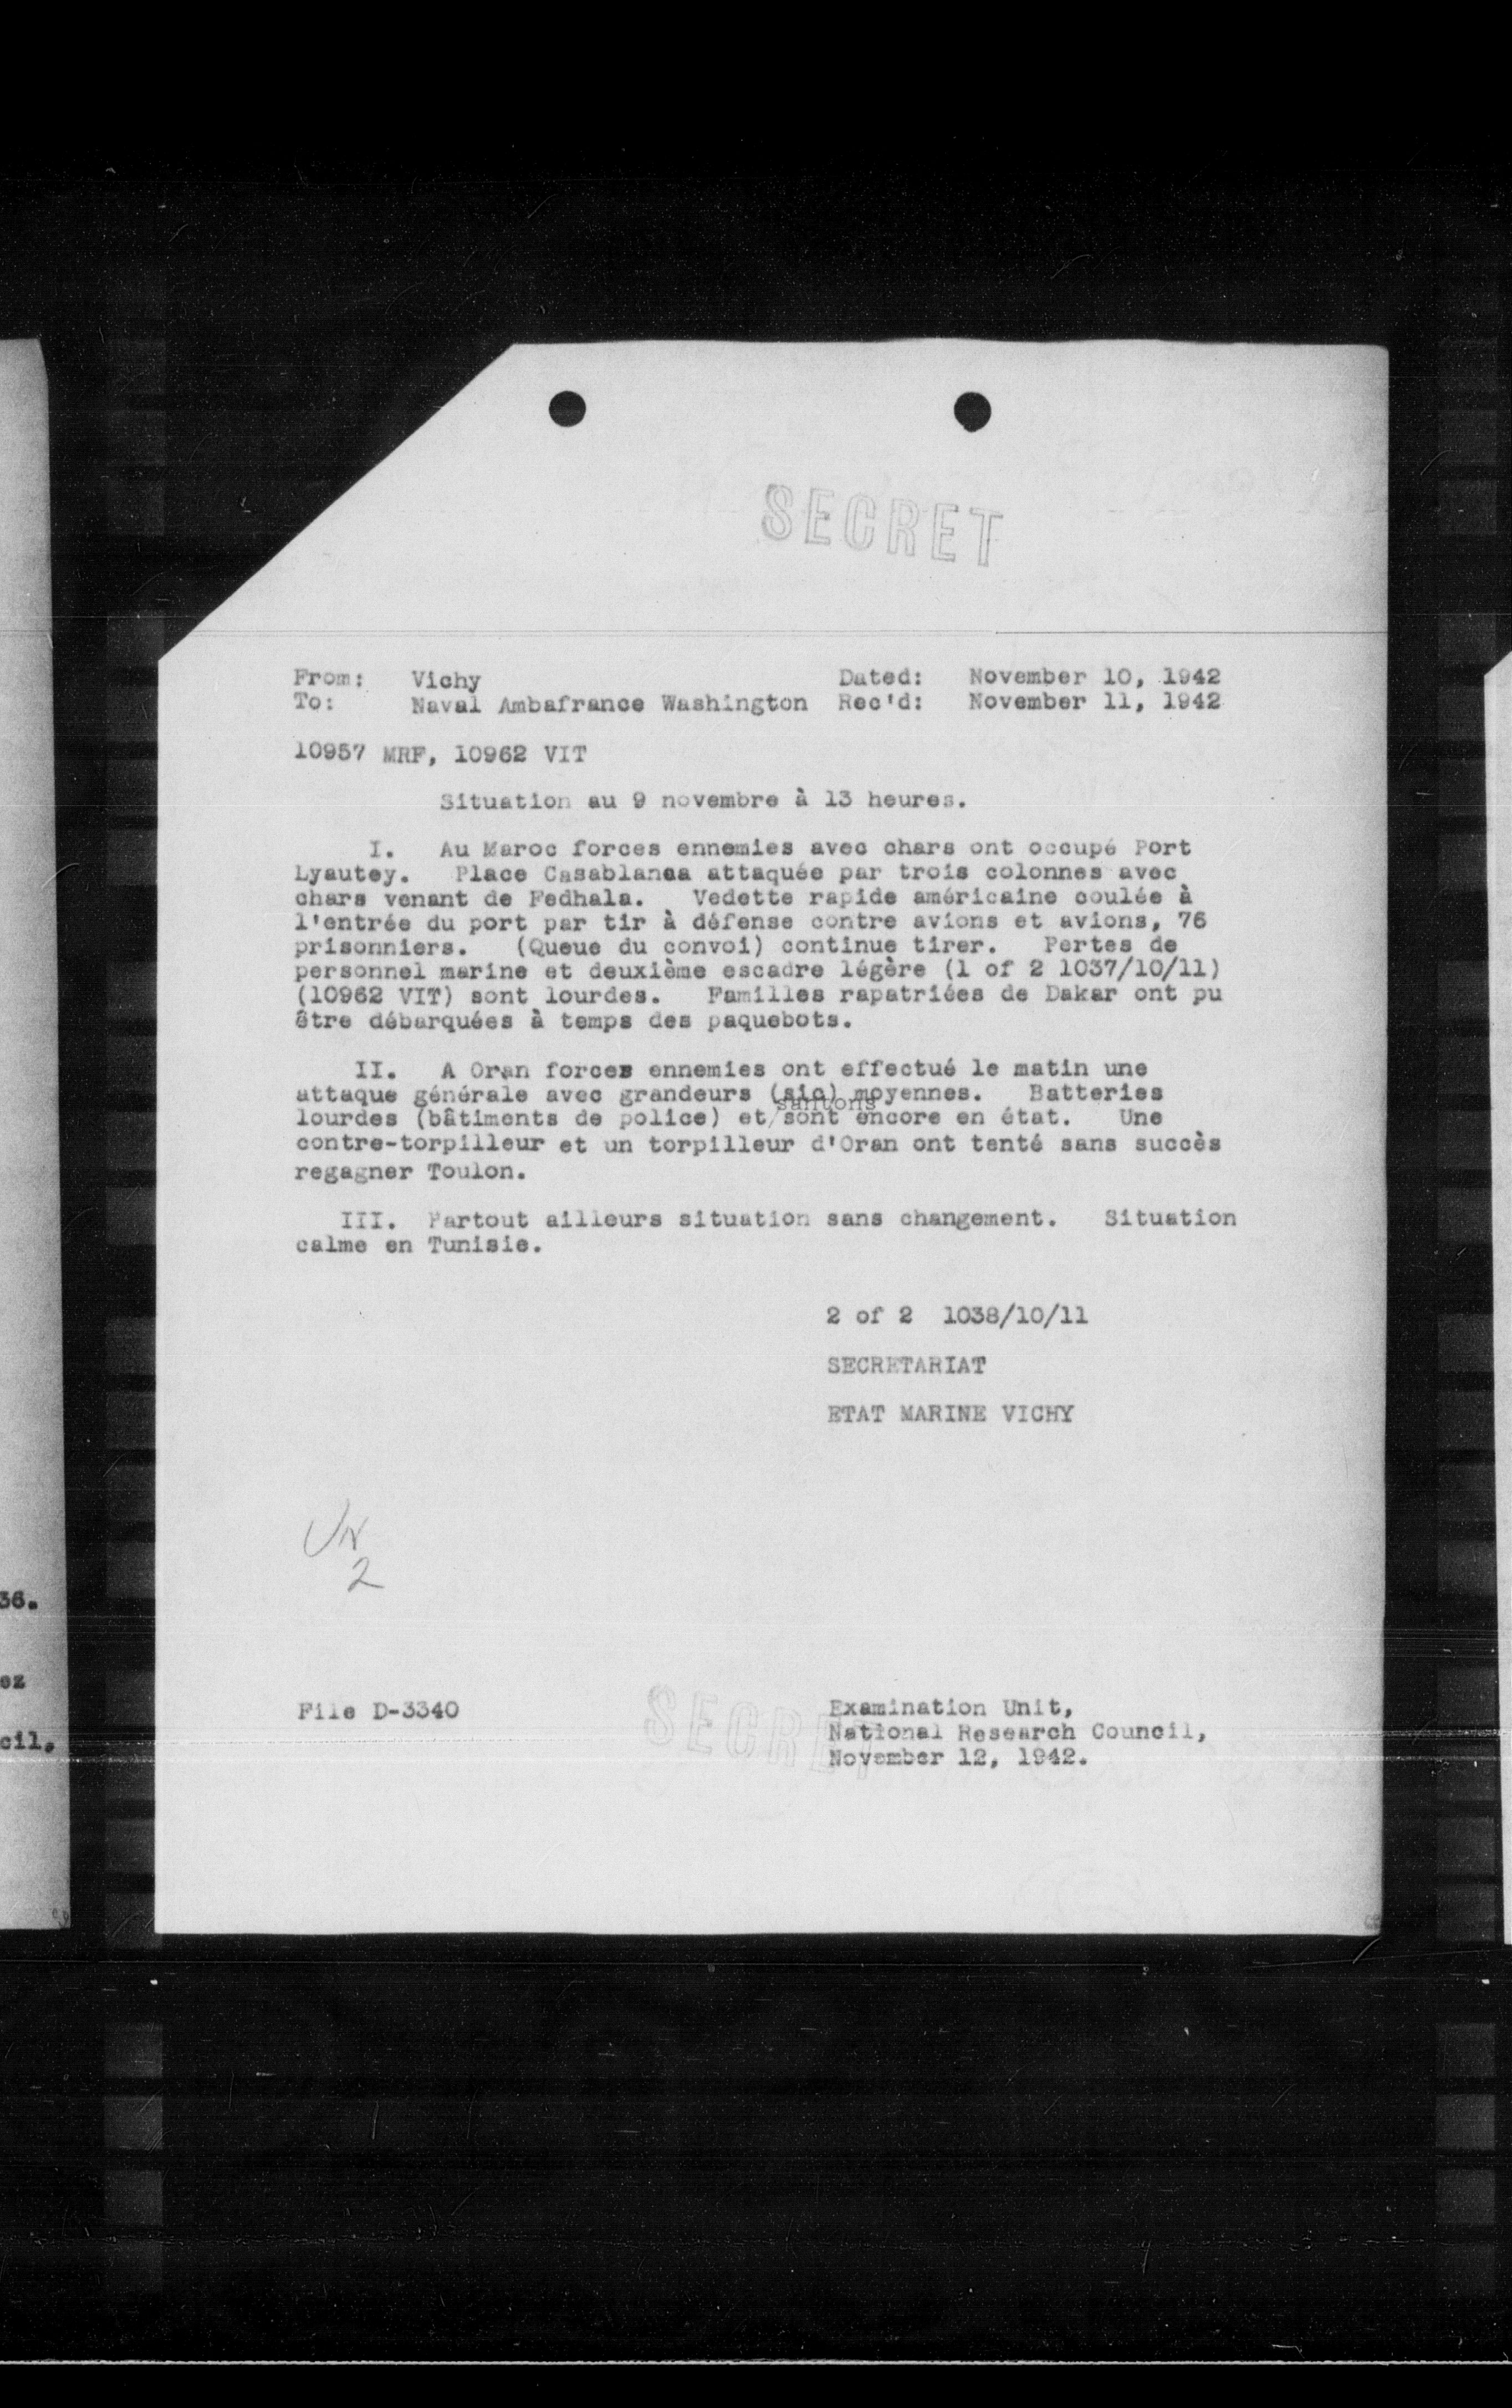 SECRET
From: Vichy Dated: November 10, 1942
To: Naval Ambafrance Washington Rec'd: November 11, 1942
10957 MRF, 10962 VIT
Situation au 9 novembre à 13 heures.
I. Au Maroc forces ennemies avec chars ont occupé Port
Lyautey. Place Casablanca attaquée par trois colonnes avec
chars venant de Fedhala. Vedette rapide américaine coulée à
l'entrée du port par tir à défense contre avions et avions, 76
prisonniers. (Queue du convoi) continue tirer. Pertes de
personnel marine et deuxième escadre légère (1 of 2 1037/10/11)
(10962 VIT) sont lourdes. Familles rapatriées de Dakar ont pu
être débarquées à temps des paquebots.
II. A Oran forces ennemies ont effectué le matin une
attaque générale avec grandeurs (sic) moyennes. Batteries
santons
lourdes (bâtiments de police) et/sont encore en état. Une
contre-torpilleur et un torpilleur d'Oran ont tenté sans succès
regagner Toulon.
III. Partout ailleurs situation sans changement. Situation
calme en Tunisie.
2 of 2 1038/10/11
SECRETARIAT
ETAT MARINE VICHY
UN
2
36.
ez
cil.
File D-3340
SECRET
Examination Unit,
National Research Council,
November 12, 1942.